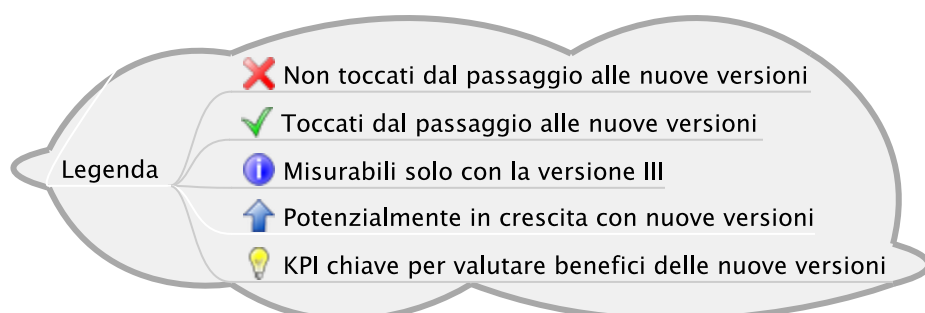 Non toccati dal passaggio alle nuove versioni
Toccati dal passaggio alle nuove versioni
Legenda
Misurabili solo con la versione III
Potenzialmente in crescita con nuove versioni
KPI chiave per valutare benefici delle nuove versioni